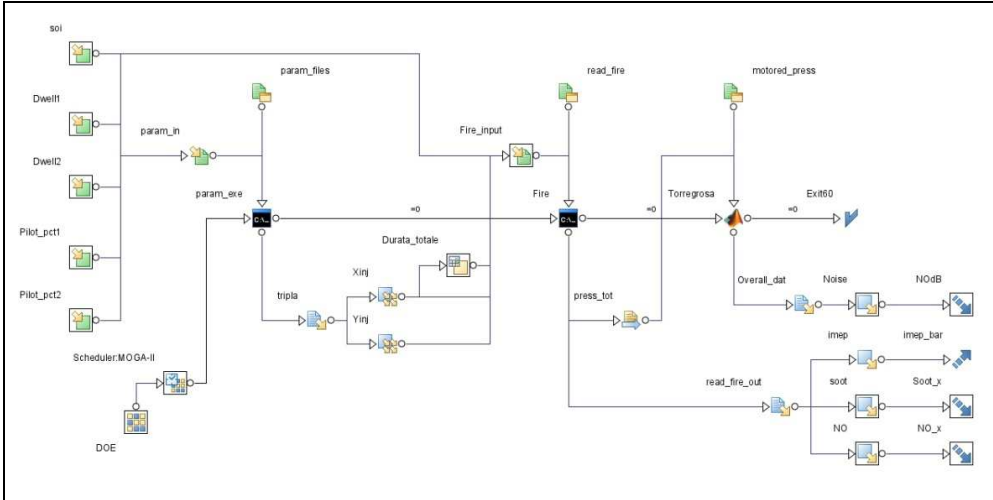 soi
param_files
read_fire
motored_press
Dwell1
param_in
Fire_input
Dwell2
param_exe
Fire
Torregrosa
Exit60
=0
=0
=0
C:\..
C:\..
Pilot_pct1
Durata_totale
Xinj
tripla
press_tot
Overall_dat
Noise
NOdB
Pilot_pct2
Yinj
Scheduler:MOGA-II
imep
imep_bar
read_fire_out
soot
Soot_x
NO
NO_x
DOE